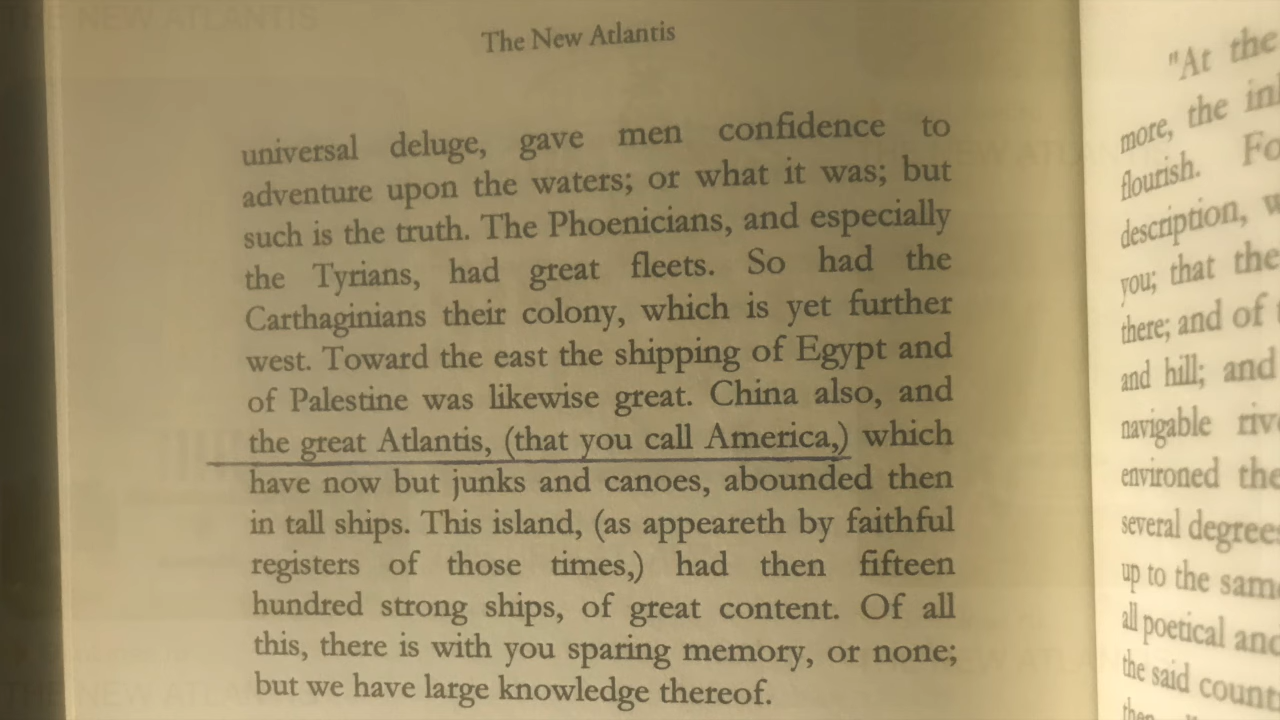 The New Atlantis
universal deluge, gave men confidence to
adventure upon the waters; or what it was; but
such is the truth. The Phoenicians, and especially
the Tyrians, had great fleets. So had the
Carthaginians their colony, which is yet further
west. Toward the east the shipping of Egypt and
of Palestine was likewise great. China also, and
the great Atlantis, (that you call America,) which
have now but junks and canoes, abounded then
in tall ships. This island, (as appeareth by faithful
registers of those times,) had then fifteen
hundred strong ships, of great content. Of all
this, there is with you sparing memory, or none;
but we have large knowledge thereof.
"At the
more, the
flourish.
description,
you; that the
there; and of
and hill; and
navigable
environed the
several
up to the
all poetical
the said